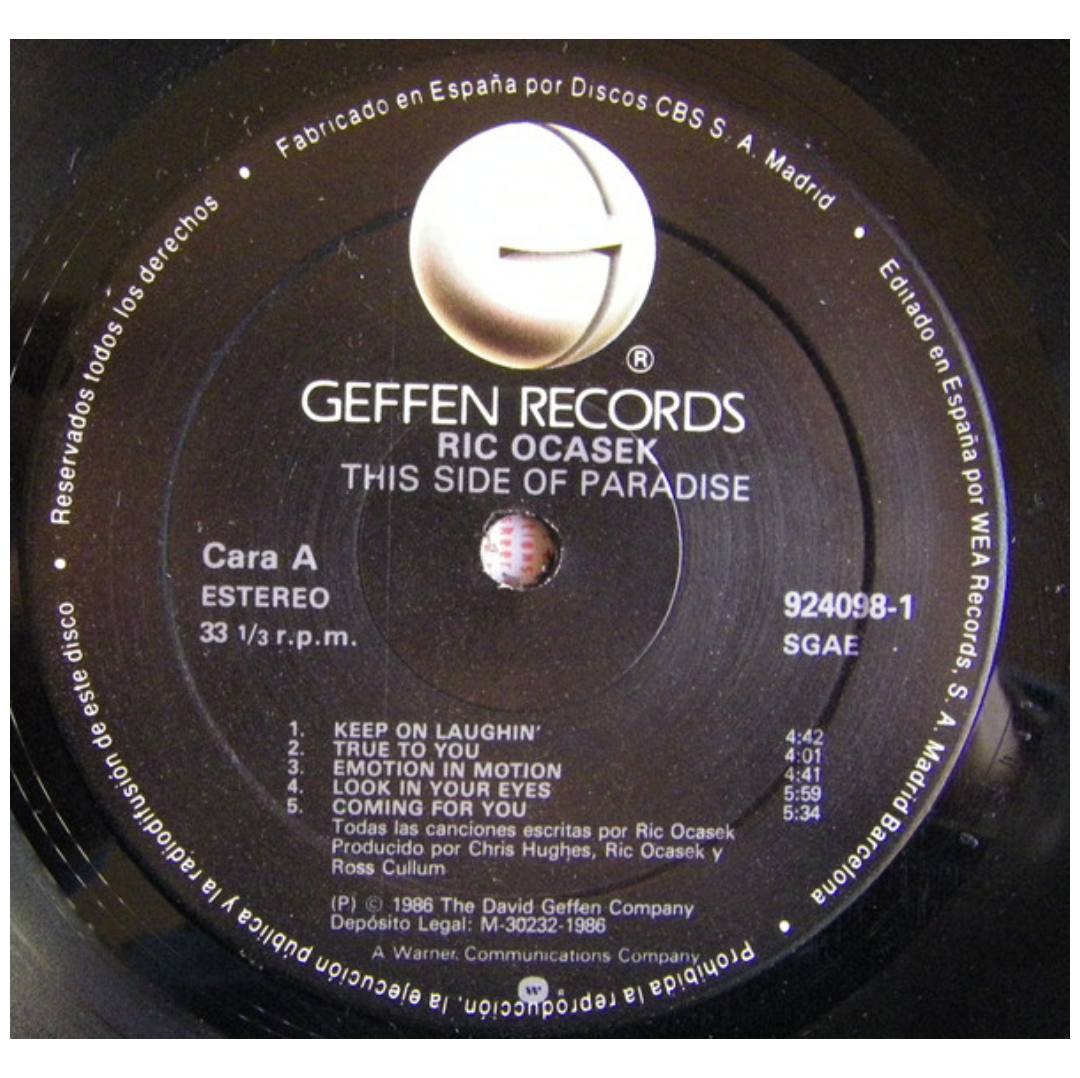 Fabricado en España por Discos CBS S. A. Madrid
• Editado en España por WEA Records, S. A. Madrid Barcelona
• Prohibida la reproducción, la ejecución pública y la radiodifusión de este disco
• Reservados todos los derechos •
®
GEFFEN RECORDS
RIC OCASEK
THIS SIDE OF PARADISE
Cara A
ESTEREO
33 1/3 r.p.m.
924098-1
SGAE
1. KEEP ON LAUGHIN' 4:42
2. TRUE TO YOU 4:01
3. EMOTION IN MOTION 4:41
4. LOOK IN YOUR EYES 5:59
5. COMING FOR YOU 5:34
Todas las canciones escritas por Ric Ocasek
Producido por Chris Hughes, Ric Ocasek y
Ross Cullum
(P) © 1986 The David Geffen Company
Depósito Legal: M-30232-1986
A Warner Communications Company